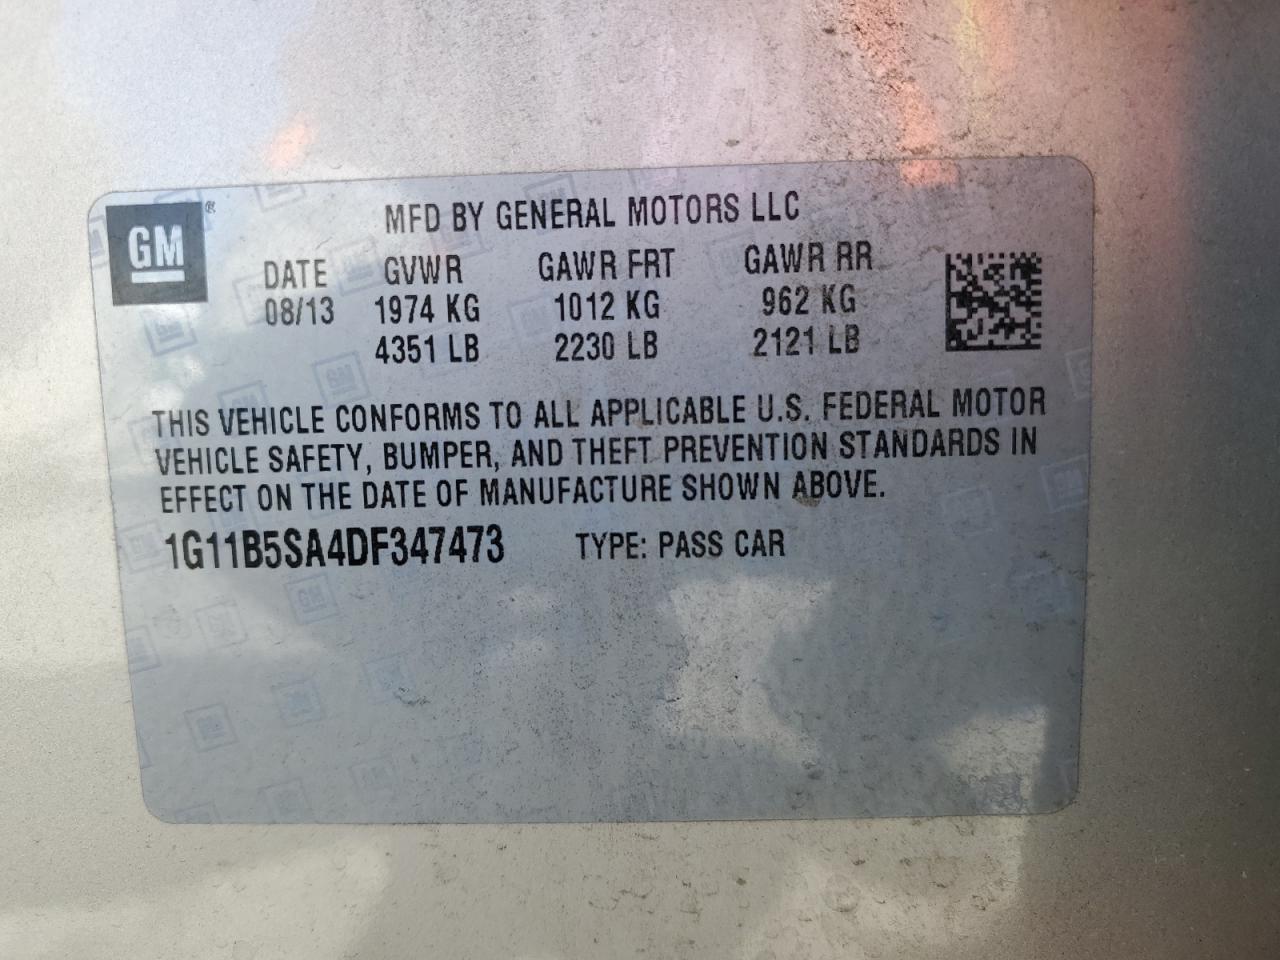 GM ®
MFD BY GENERAL MOTORS LLC
DATE GVWR GAWR FRT GAWR RR
08/13 1974 KG 1012 KG 962 KG
4351 LB 2230 LB 2121 LB
THIS VEHICLE CONFORMS TO ALL APPLICABLE U.S. FEDERAL MOTOR
VEHICLE SAFETY, BUMPER, AND THEFT PREVENTION STANDARDS IN
EFFECT ON THE DATE OF MANUFACTURE SHOWN ABOVE.
1G11B5SA4DF347473 TYPE: PASS CAR